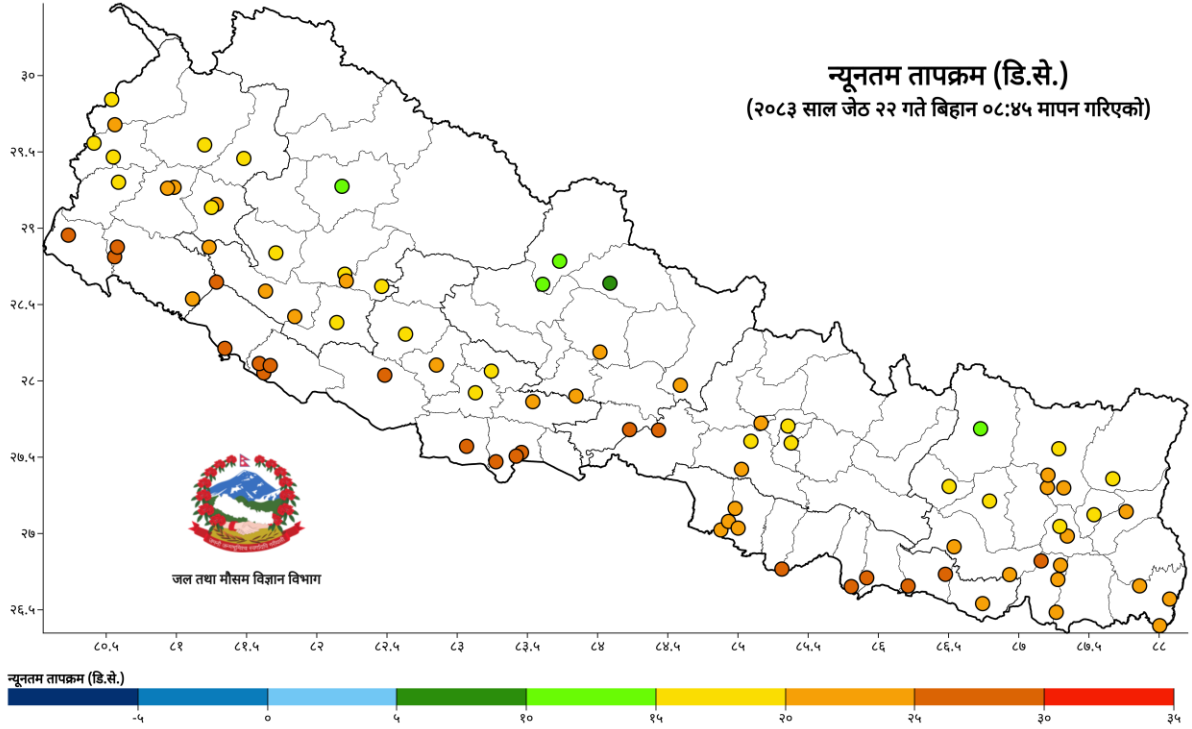 न्यूनतम तापक्रम (डि.से.)
(२०८३ साल जेठ २२ गते बिहान ०८:४५ मापन गरिएको)
३०
२९.५
२९
२८.५
२८
२७.५
२७
२६.५
जल तथा मौसम विज्ञान विभाग
८०.५ ८१ ८१.५ ८२ ८२.५ ८३ ८३.५ ८४ ८४.५ ८५ ८५.५ ८६ ८६.५ ८७ ८७.५ ८८
न्यूनतम तापक्रम (डि.से.)
-५ ० ५ १० १५ २० २५ ३० ३५